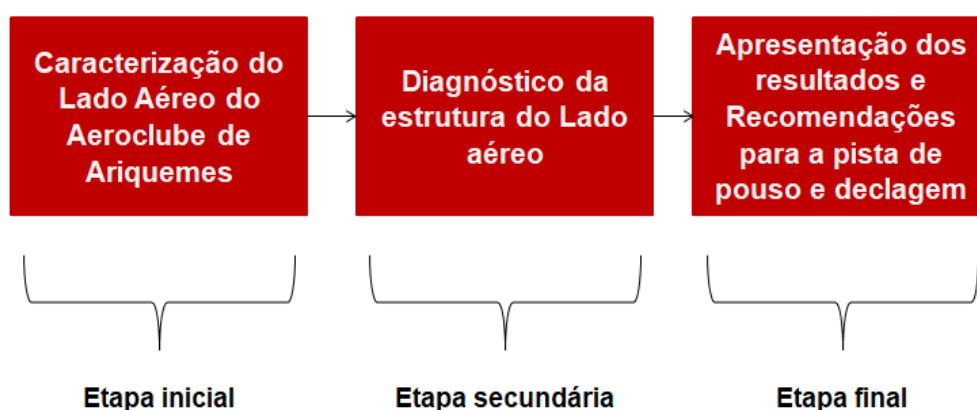 Caracterização do
Lado Aéreo do
Aeroclube de
Ariquemes
Diagnóstico da
estrutura do Lado
aéreo
Apresentação dos
resultados e
Recomendações
para a pista de
pouso e declagem
Etapa inicial
Etapa secundária
Etapa final